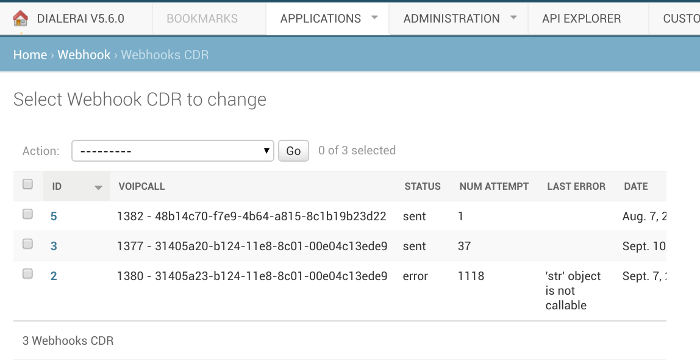 DIALERAI V5.6.0 BOOKMARKS APPLICATIONS ADMINISTRATION API EXPLORER CUSTO
Home › Webhook › Webhooks CDR
Select Webhook CDR to change
Action: --------- Go 0 of 3 selected
ID VOIPCALL STATUS NUM ATTEMPT LAST ERROR DATE
5 1382 - 48b14c70-f7e9-4b64-a815-8c1b19b23d22 sent 1 Aug. 7, 2
3 1377 - 31405a20-b124-11e8-8c01-00e04c13ede9 sent 37 Sept. 10
2 1380 - 31405a23-b124-11e8-8c01-00e04c13ede9 error 1118 'str' object Sept. 7,
is not
callable
3 Webhooks CDR